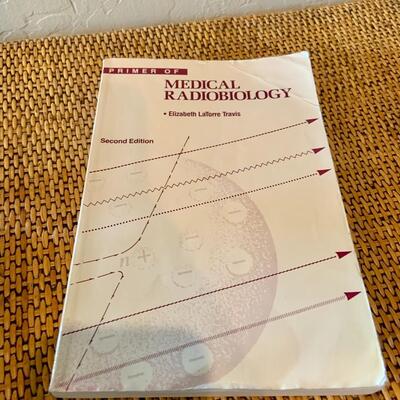 PRIMER OF
MEDICAL
RADIOBIOLOGY
• Elizabeth LaTorre Travis
Second Edition
n +